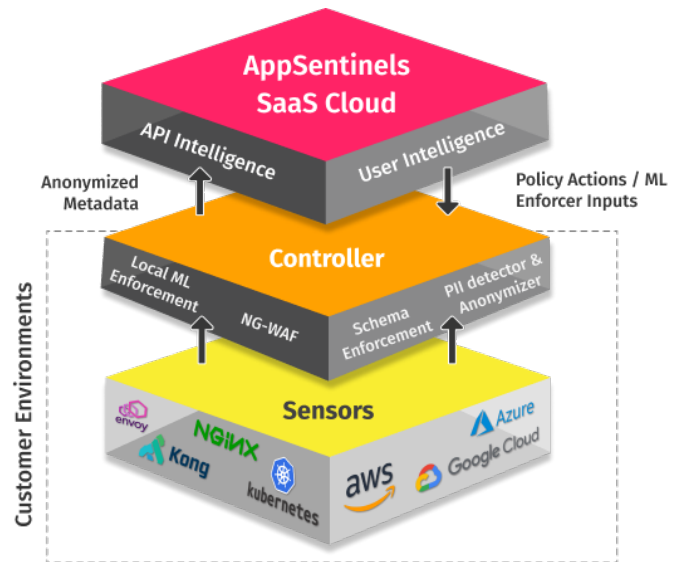 AppSentinels
SaaS Cloud
API Intelligence
User Intelligence
Anonymized
Metadata
Policy Actions / ML
Enforcer Inputs
Controller
Local ML
Enforcement
NG-WAF
Schema
Enforcement
PII detector &
Anonymizer
Customer Environments
Sensors
envoy
NGINX
Kong
kubernetes
aws
Azure
Google Cloud